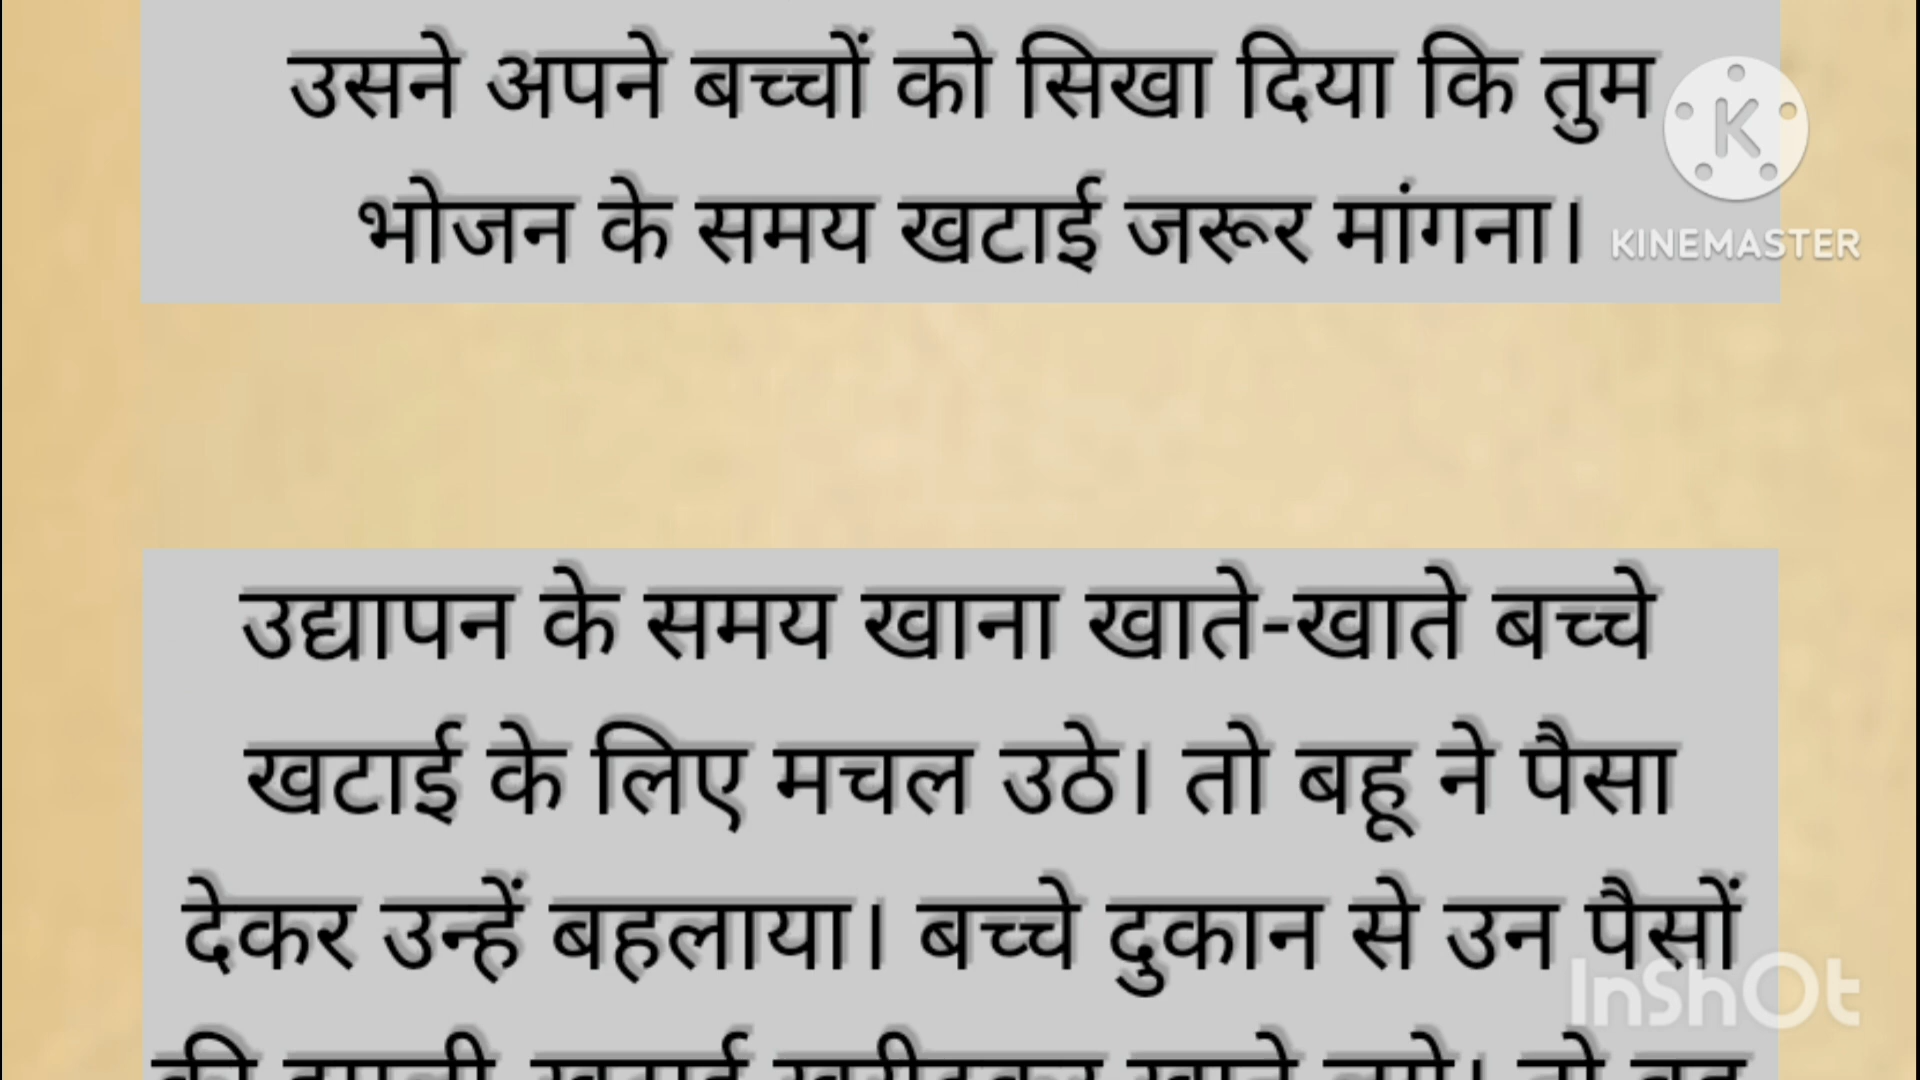 उसने अपने बच्चों को सिखा दिया कि तुम
भोजन के समय खटाई जरूर मांगना।
KINEMASTER
उद्यापन के समय खाना खाते-खाते बच्चे
खटाई के लिए मचल उठे। तो बहू ने पैसा
देकर उन्हें बहलाया। बच्चे दुकान से उन पैसों
InShOt